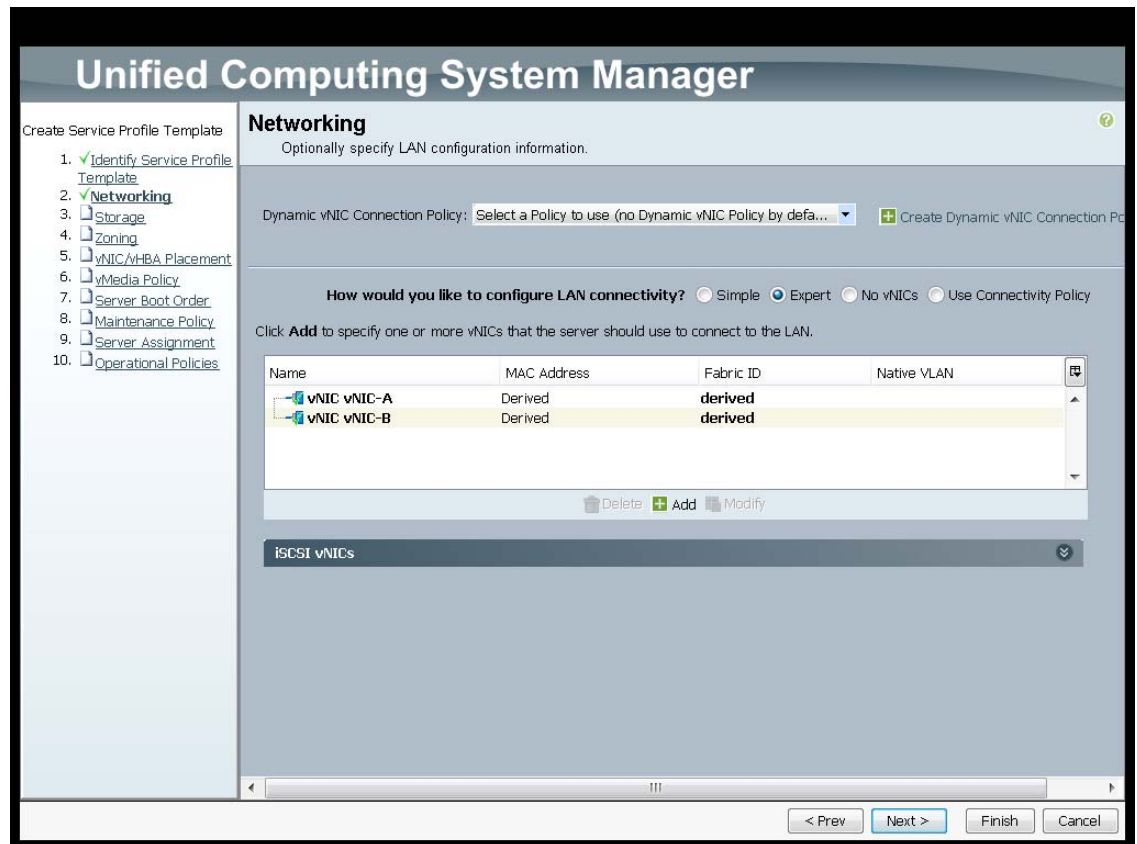 Unified Computing System Manager
Create Service Profile Template
1. Identify Service Profile
Template
2. Networking
3. Storage
4. Zoning
5. vNIC/vHBA Placement
6. vMedia Policy
7. Server Boot Order
8. Maintenance Policy
9. Server Assignment
10. Operational Policies
Networking
Optionally specify LAN configuration information.
Dynamic vNIC Connection Policy: Select a Policy to use (no Dynamic vNIC Policy by defa... Create Dynamic vNIC Connection Po
How would you like to configure LAN connectivity? Simple Expert No vNICs Use Connectivity Policy
Click Add to specify one or more vNICs that the server should use to connect to the LAN.
Name MAC Address Fabric ID Native VLAN
vNIC vNIC-A Derived derived
vNIC vNIC-B Derived derived
Delete Add Modify
iSCSI vNICs
< Prev Next > Finish Cancel